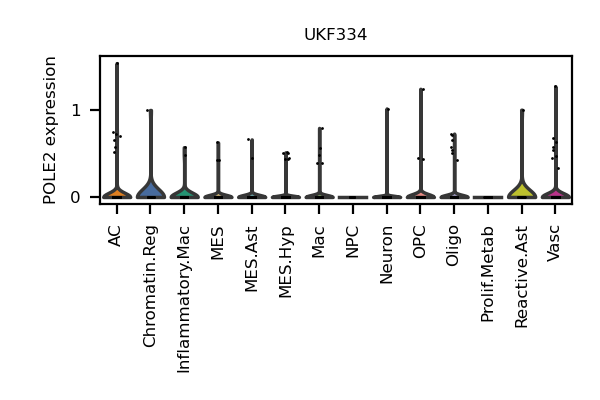 UKF334
POLE2 expression
1
0
AC
Chromatin.Reg
Inflammatory.Mac
MES
MES.Ast
MES.Hyp
Mac
NPC
Neuron
OPC
Oligo
Prolif.Metab
Reactive.Ast
Vasc